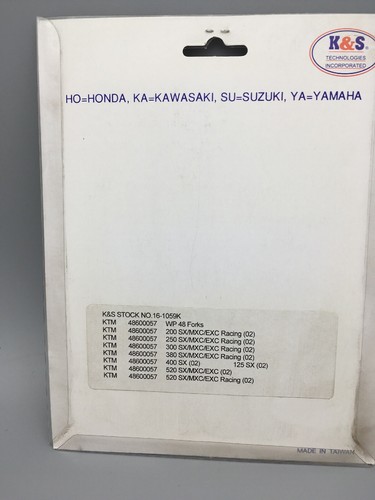 K&S
TECHNOLOGIES
INCORPORATED
HO=HONDA, KA=KAWASAKI, SU=SUZUKI, YA=YAMAHA
K&S STOCK NO.16-1059K
KTM 48600057 WP 48 Forks
KTM 48600057 200 SX/MXC/EXC Racing (02)
KTM 48600057 250 SX/MXC/EXC Racing (02)
KTM 48600057 300 SX/MXC/EXC Racing (02)
KTM 48600057 380 SX/MXC/EXC Racing (02)
KTM 48600057 400 SX (02) 125 SX (02)
KTM 48600057 520 SX/MXC/EXC (02)
KTM 48600057 520 SX/MXC/EXC Racing (02)
MADE IN TAIWAN